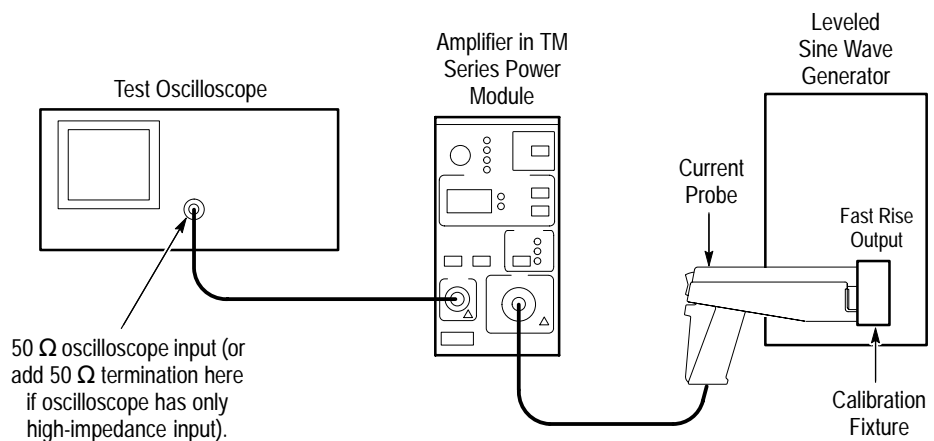 Leveled
Sine Wave
Generator
Amplifier in TM
Series Power
Module
Test Oscilloscope
Current
Probe
Fast Rise
Output
50 Ω oscilloscope input (or
add 50 Ω termination here
if oscilloscope has only
high-impedance input).
Calibration
Fixture